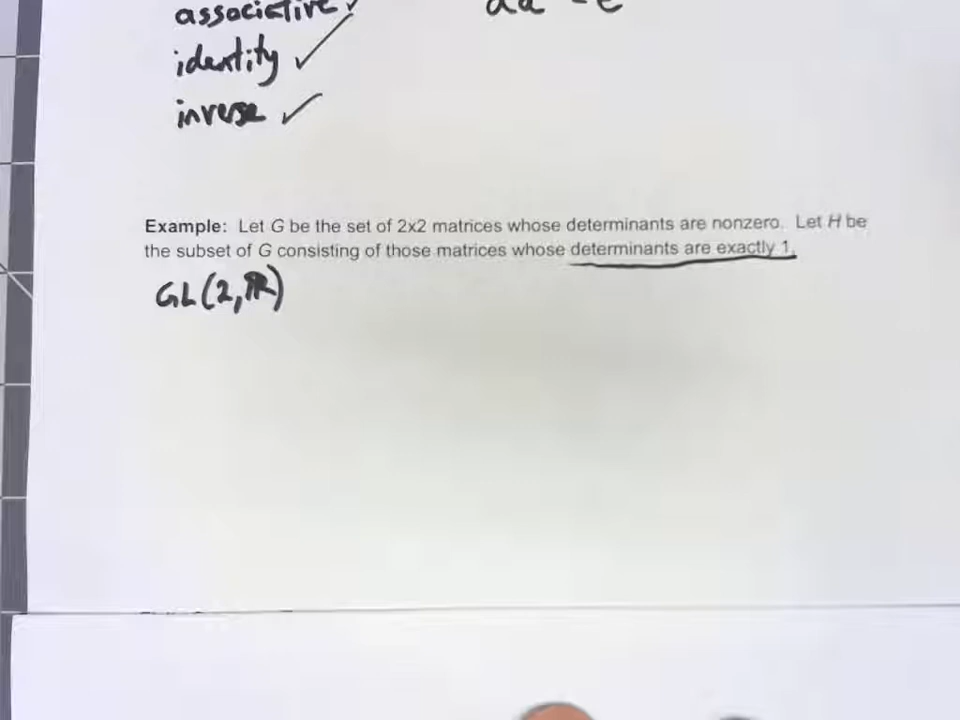 associative ✓
identity ✓
inverse ✓
Example: Let G be the set of 2x2 matrices whose determinants are nonzero. Let H be
the subset of G consisting of those matrices whose determinants are exactly 1.
GL(2,ℝ)